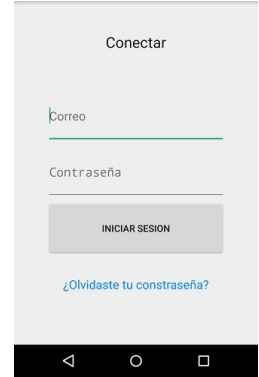 Conectar
Correo
Contraseña
INICIAR SESION
¿Olvidaste tu constraseña?